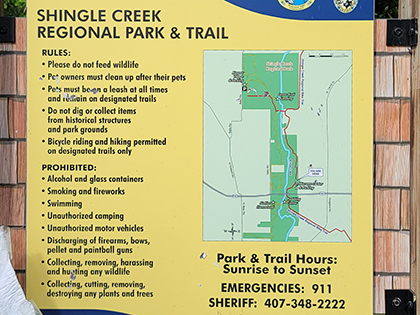 SHINGLE CREEK
REGIONAL PARK & TRAIL
RULES:
• Please do not feed wildlife
• Pet owners must clean up after their pets
• Pets must be on a leash at all times
and remain on designated trails
• Do not dig or collect items
from historical structures
and park grounds
• Bicycle riding and hiking permitted
on designated trails only
PROHIBITED:
• Alcohol and glass containers
• Smoking and fireworks
• Swimming
• Unauthorized camping
• Unauthorized motor vehicles
• Discharging of firearms, bows,
pellet and paintball guns
• Collecting, removing, harassing
and hunting any wildlife
• Collecting, cutting, removing,
destroying any plants and trees
Shingle Creek
Regional Park
Park & Trail Hours:
Sunrise to Sunset
EMERGENCIES: 911
SHERIFF: 407-348-2222